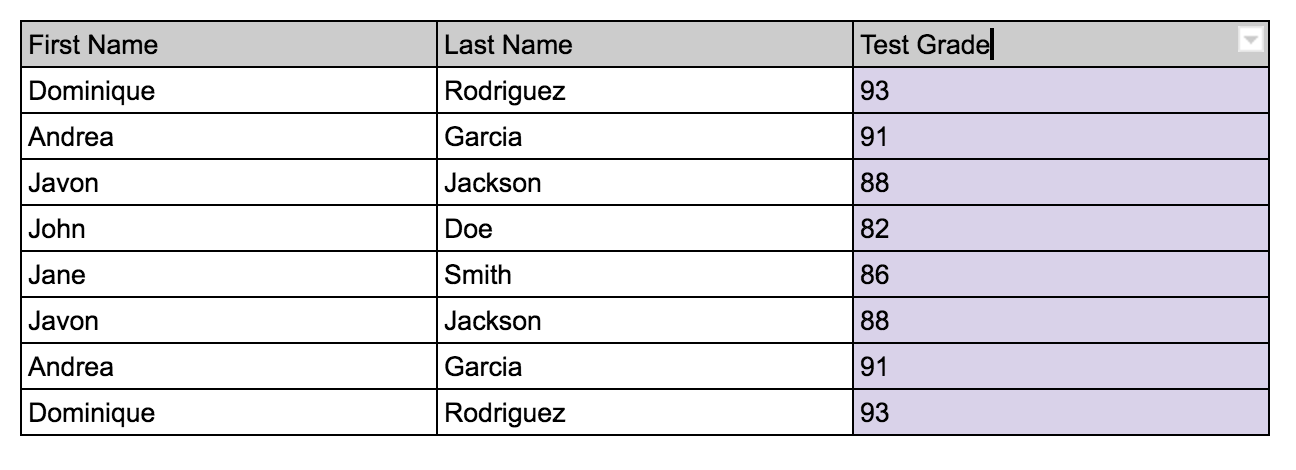 First Name Last Name Test Grade
Dominique Rodriguez 93
Andrea Garcia 91
Javon Jackson 88
John Doe 82
Jane Smith 86
Javon Jackson 88
Andrea Garcia 91
Dominique Rodriguez 93